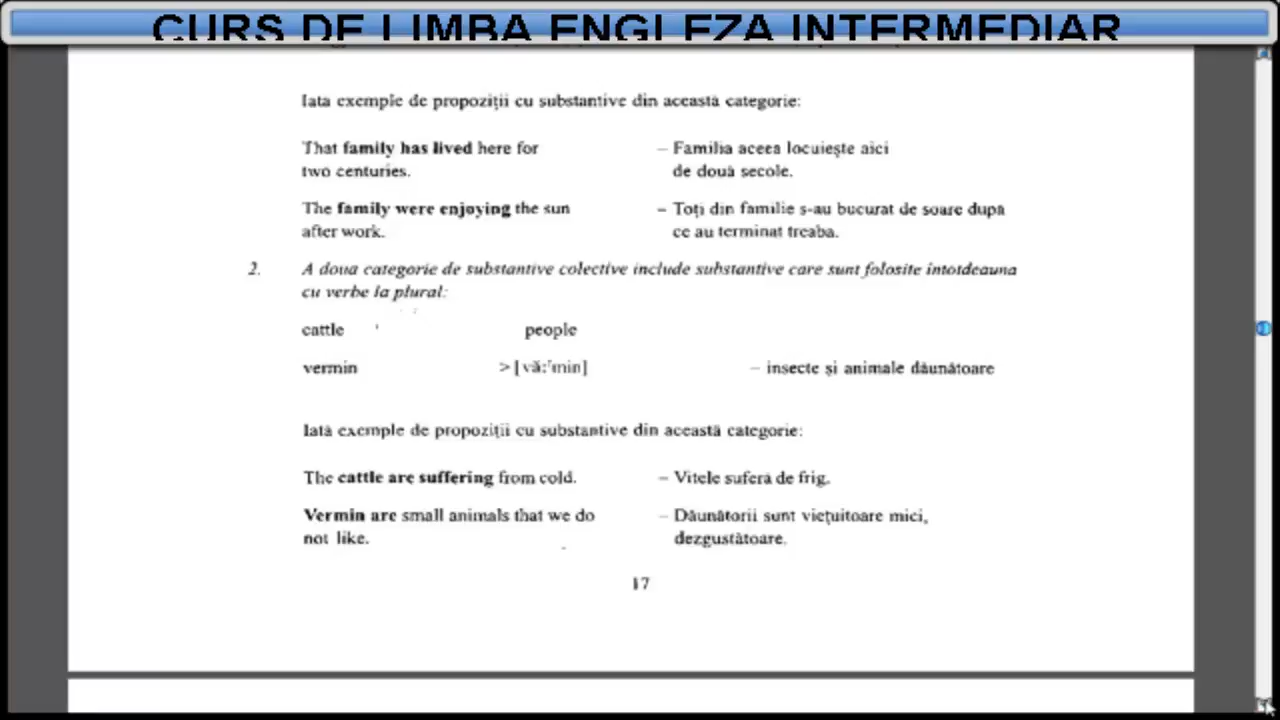 CURS DE LIMBA ENGLEZA INTERMEDIAR
Iata exemple de propoziții cu substantive din această categorie:
That family has lived here for – Familia aceea locuiește aici
two centuries. de două secole.
The family were enjoying the sun – Toți din familie s-au bucurat de soare după
after work. ce au terminat treaba.
2. A doua categorie de substantive colective include substantive care sunt folosite întotdeauna
cu verbe la plural:
cattle people
vermin >[vă:'min] – insecte și animale dăunătoare
Iată exemple de propoziții cu substantive din această categorie:
The cattle are suffering from cold. – Vitele suferă de frig.
Vermin are small animals that we do – Dăunătorii sunt viețuitoare mici,
not like. dezgustătoare.
17